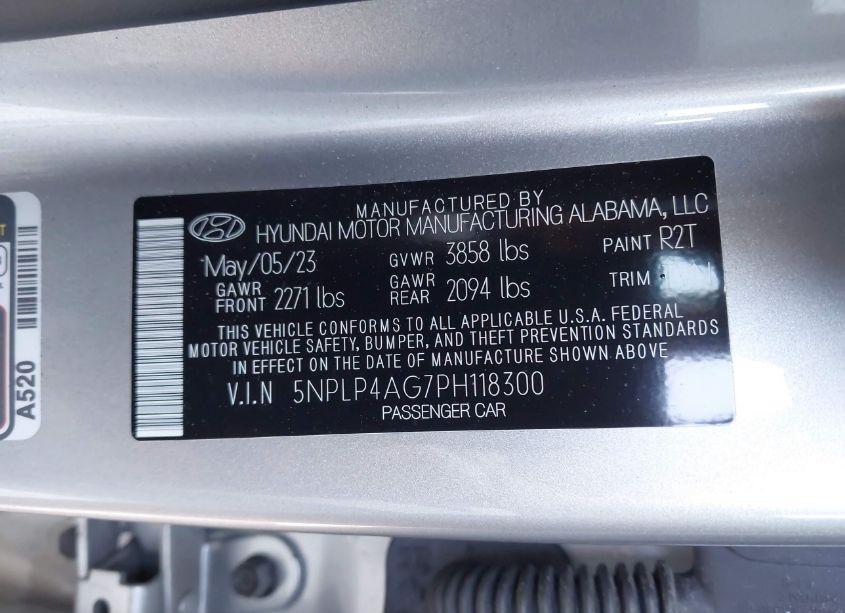 MANUFACTURED BY
HYUNDAI MOTOR MANUFACTURING ALABAMA, LLC
May/05/23 GVWR 3858 lbs PAINT R2T
GAWR FRONT 2271 lbs GAWR REAR 2094 lbs TRIM
THIS VEHICLE CONFORMS TO ALL APPLICABLE U.S.A. FEDERAL
MOTOR VEHICLE SAFETY, BUMPER, AND THEFT PREVENTION STANDARDS
IN EFFECT ON THE DATE OF MANUFACTURE SHOWN ABOVE
V.I.N 5NPLP4AG7PH118300
PASSENGER CAR
A520